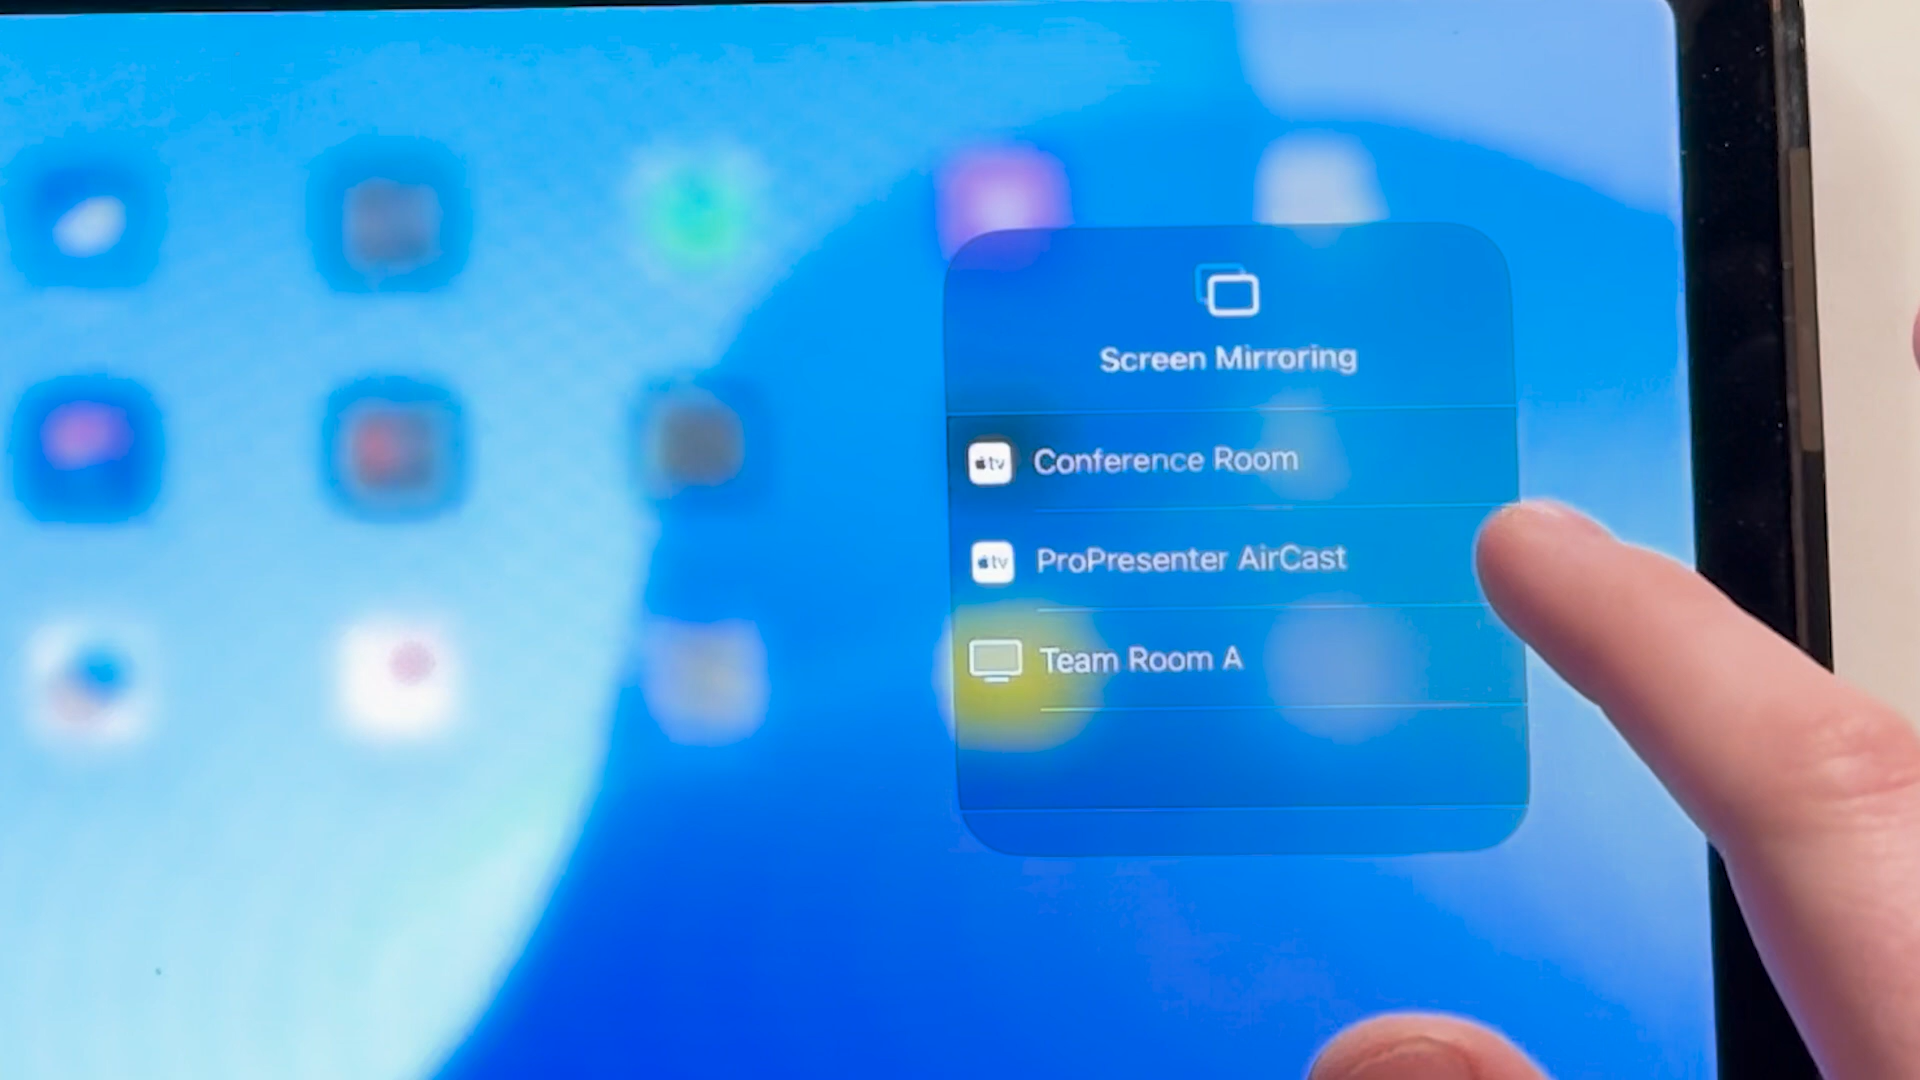 Screen Mirroring
tv
Conference Room
tv
ProPresenter AirCast
Team Room A